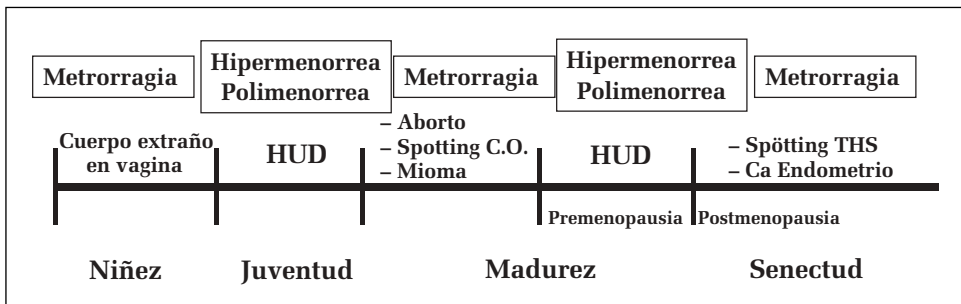 Metrorragia
Hipermenorrea
Polimenorrea
Metrorragia
Hipermenorrea
Polimenorrea
Metrorragia
Cuerpo extraño
en vagina
HUD
– Aborto
– Spotting C.O.
– Mioma
HUD
– Spötting THS
– Ca Endometrio
Premenopausia
Postmenopausia
Niñez
Juventud
Madurez
Senectud